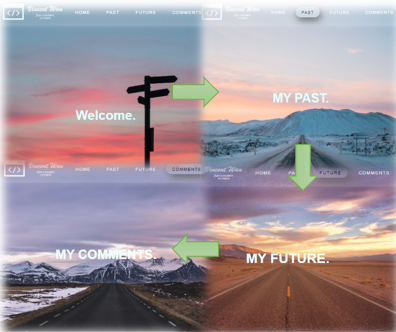 </>
HOME PAST FUTURE COMMENTS
Welcome.
</>
HOME PAST FUTURE COMMENTS
MY PAST.
</>
HOME PAST FUTURE COMMENTS
MY COMMENTS.
HOME PAST FUTURE COMMENTS
MY FUTURE.